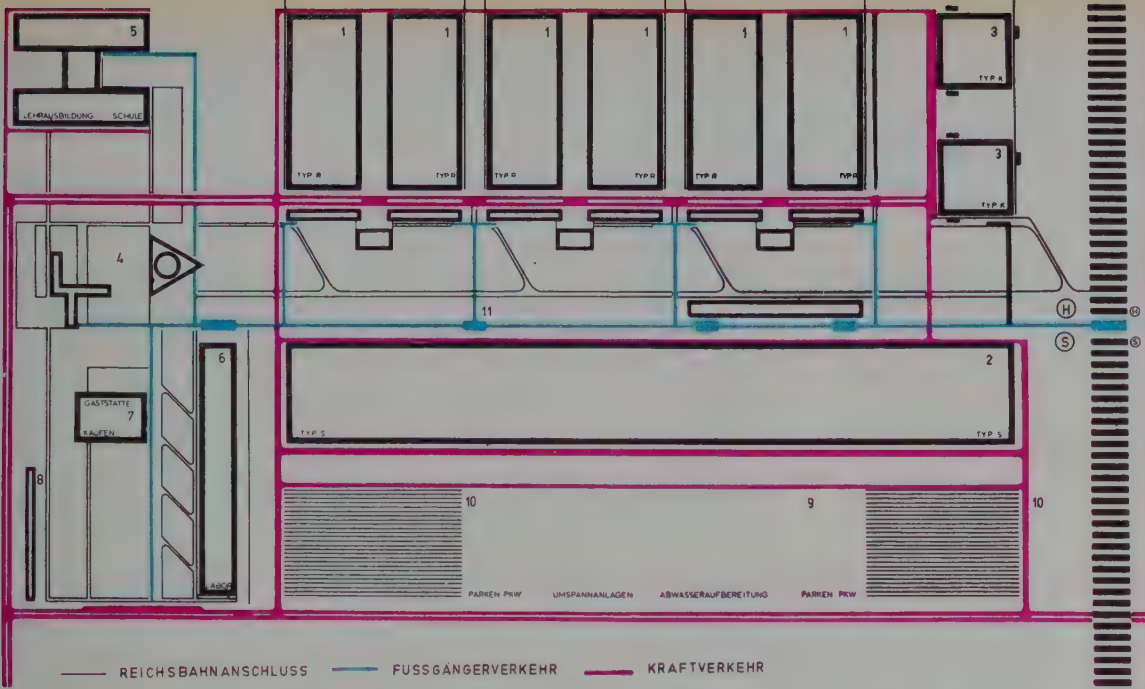 5
1 1 1 1 1 1
3
TYP K
LEHRAUSBILDUNG SCHULE
3
TYP R TYP R TYP R TYP R TYP R TYP R
TYP K
4
11
H H
S S
6
2
GASTSTÄTTE
7
KAUFEN
TYP S TYP S
8
10 9 10
LABOR
PARKEN PKW UMSPANNANLAGEN ABWASSERAUFBEREITUNG PARKEN PKW
REICHSBAHNANSCHLUSS FUSSGÄNGERVERKEHR KRAFTVERKEHR